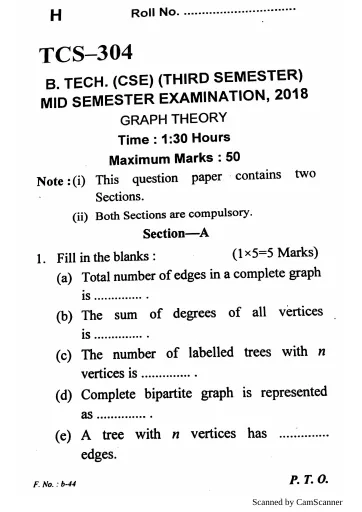 H Roll No. ................................
TCS–304
B. TECH. (CSE) (THIRD SEMESTER)
MID SEMESTER EXAMINATION, 2018
GRAPH THEORY
Time : 1:30 Hours
Maximum Marks : 50
Note : (i) This question paper contains two
Sections.
(ii) Both Sections are compulsory.
Section—A
1. Fill in the blanks : (1×5=5 Marks)
(a) Total number of edges in a complete graph
is .............. .
(b) The sum of degrees of all vertices
is .............. .
(c) The number of labelled trees with n
vertices is .............. .
(d) Complete bipartite graph is represented
as .............. .
(e) A tree with n vertices has ..............
edges.
F. No. : b-44 P. T. O.
Scanned by CamScanner